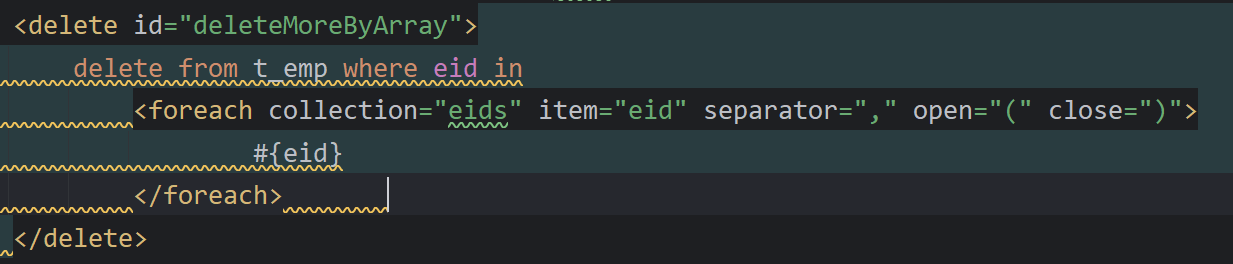 <delete id="deleteMoreByArray">
delete from t_emp where eid in
<foreach collection="eids" item="eid" separator="," open="(" close=")">
#{eid}
</foreach>
</delete>